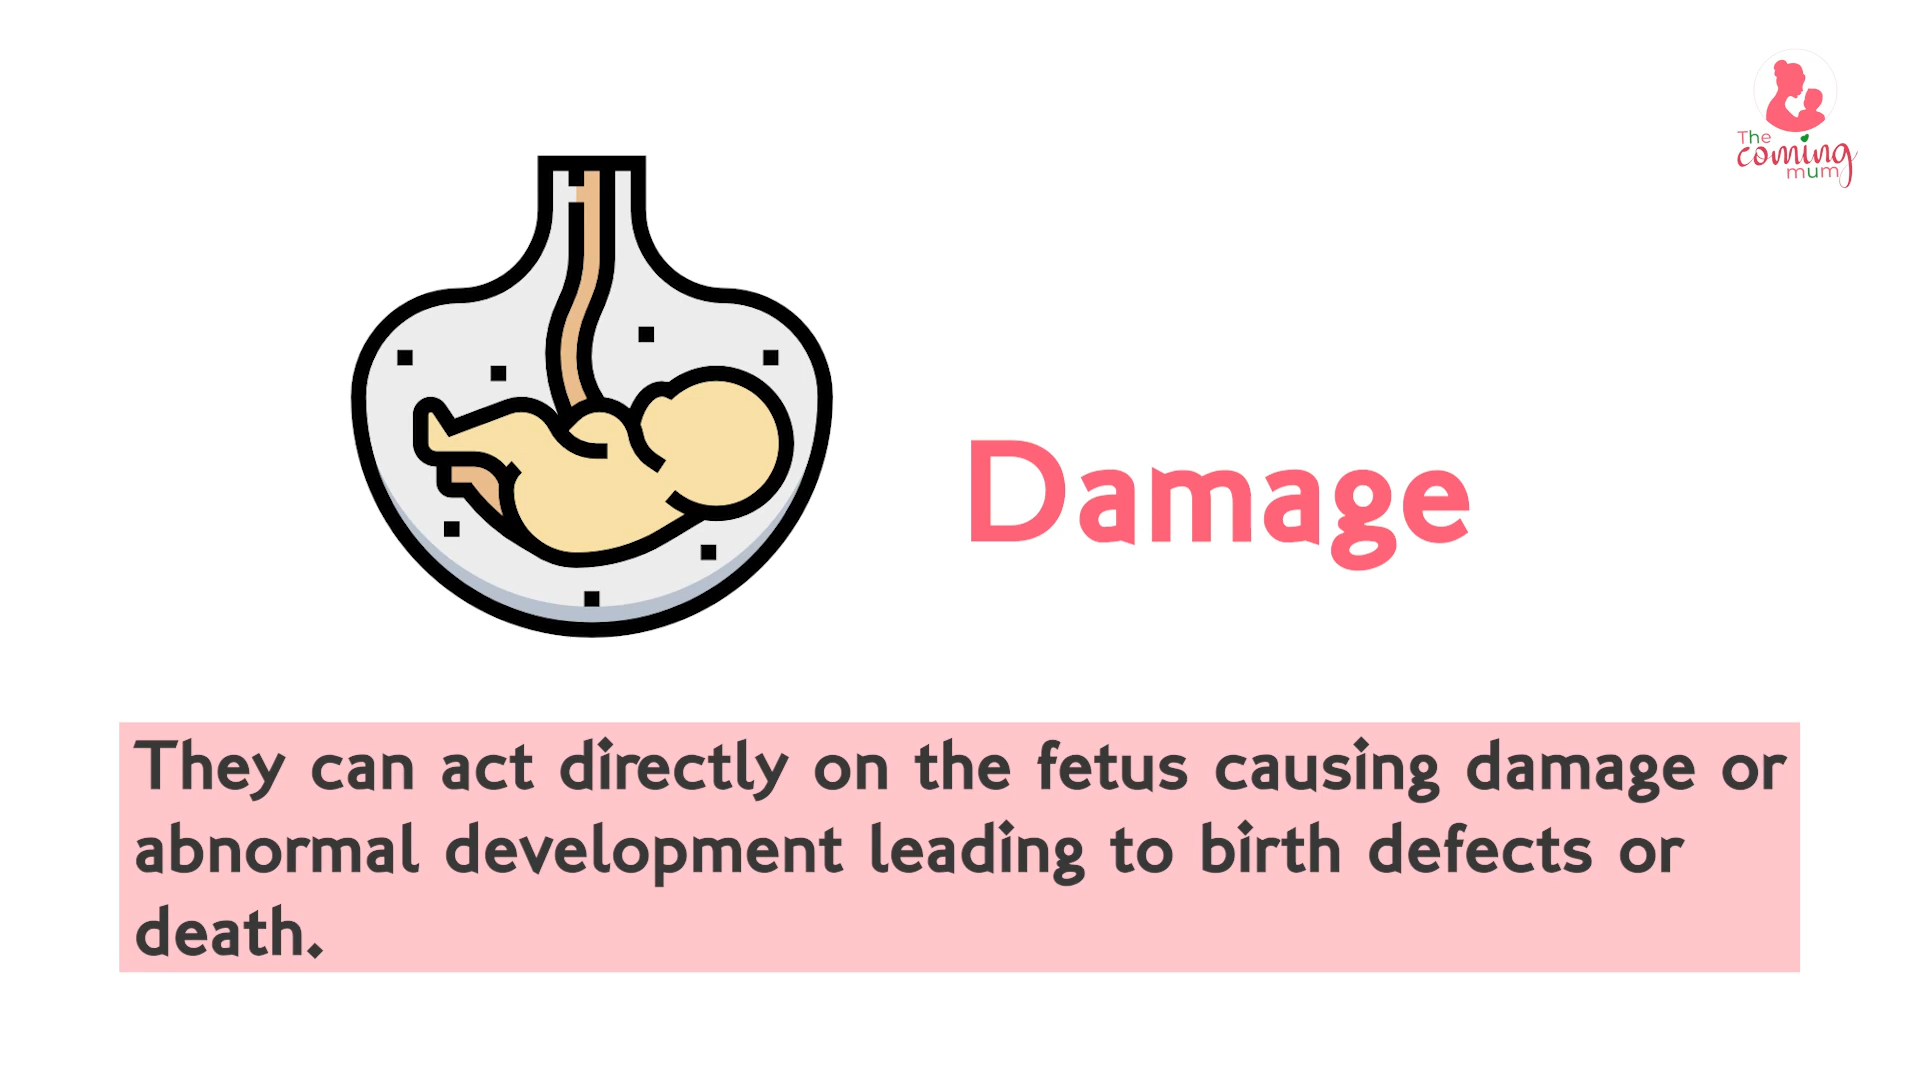 The
coming
mum
Damage
They can act directly on the fetus causing damage or
abnormal development leading to birth defects or
death.